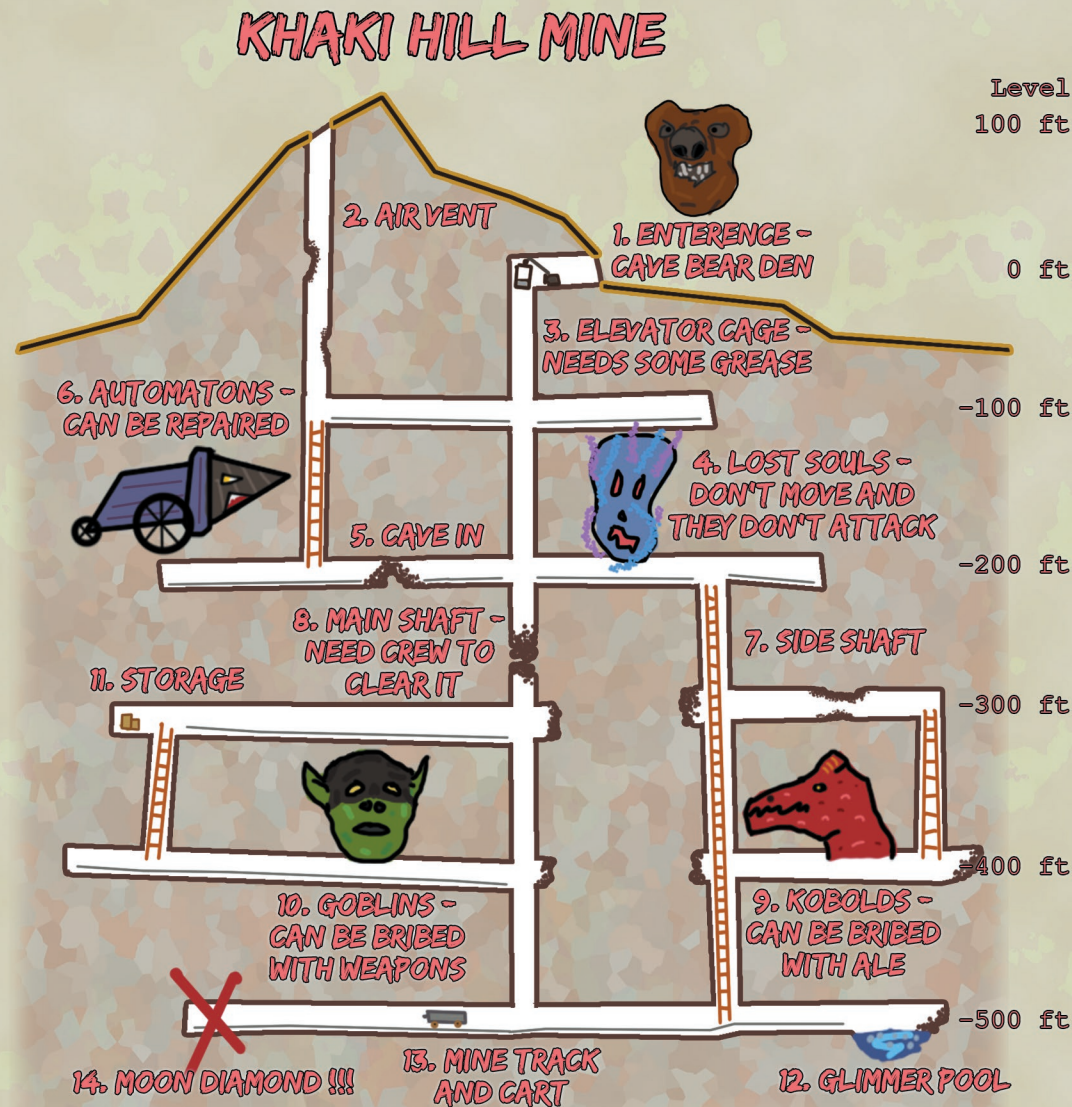 KHAKI HILL MINE
Level
100 ft
2. AIR VENT
1. ENTERENCE -
CAVE BEAR DEN
0 ft
3. ELEVATOR CAGE -
NEEDS SOME GREASE
6. AUTOMATONS -
CAN BE REPAIRED
-100 ft
4. LOST SOULS -
DON'T MOVE AND
THEY DON'T ATTACK
5. CAVE IN
-200 ft
8. MAIN SHAFT -
NEED CREW TO
CLEAR IT
7. SIDE SHAFT
11. STORAGE
-300 ft
-400 ft
10. GOBLINS -
CAN BE BRIBED
WITH WEAPONS
9. KOBOLDS -
CAN BE BRIBED
WITH ALE
-500 ft
14. MOON DIAMOND !!!
13. MINE TRACK
AND CART
12. GLIMMER POOL